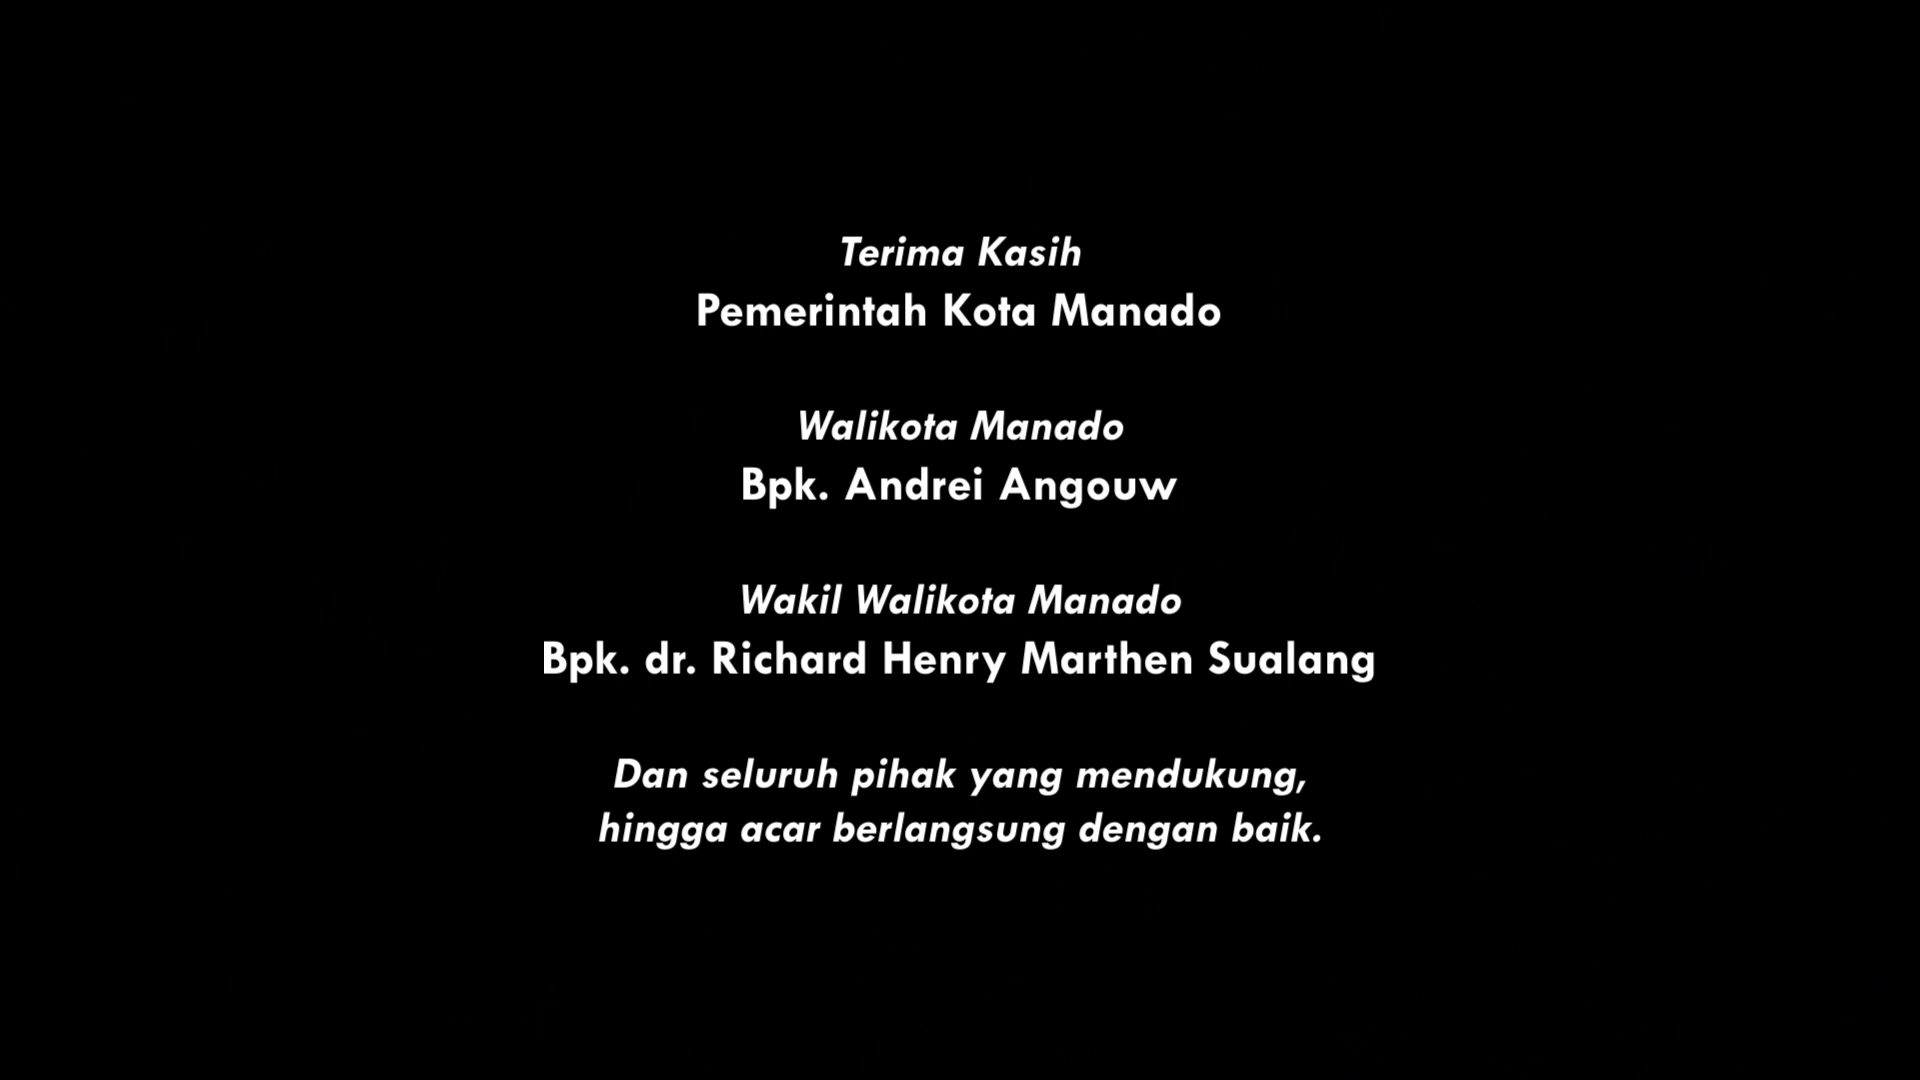 Terima Kasih
Pemerintah Kota Manado
Walikota Manado
Bpk. Andrei Angouw
Wakil Walikota Manado
Bpk. dr. Richard Henry Marthen Sualang
Dan seluruh pihak yang mendukung,
hingga acar berlangsung dengan baik.